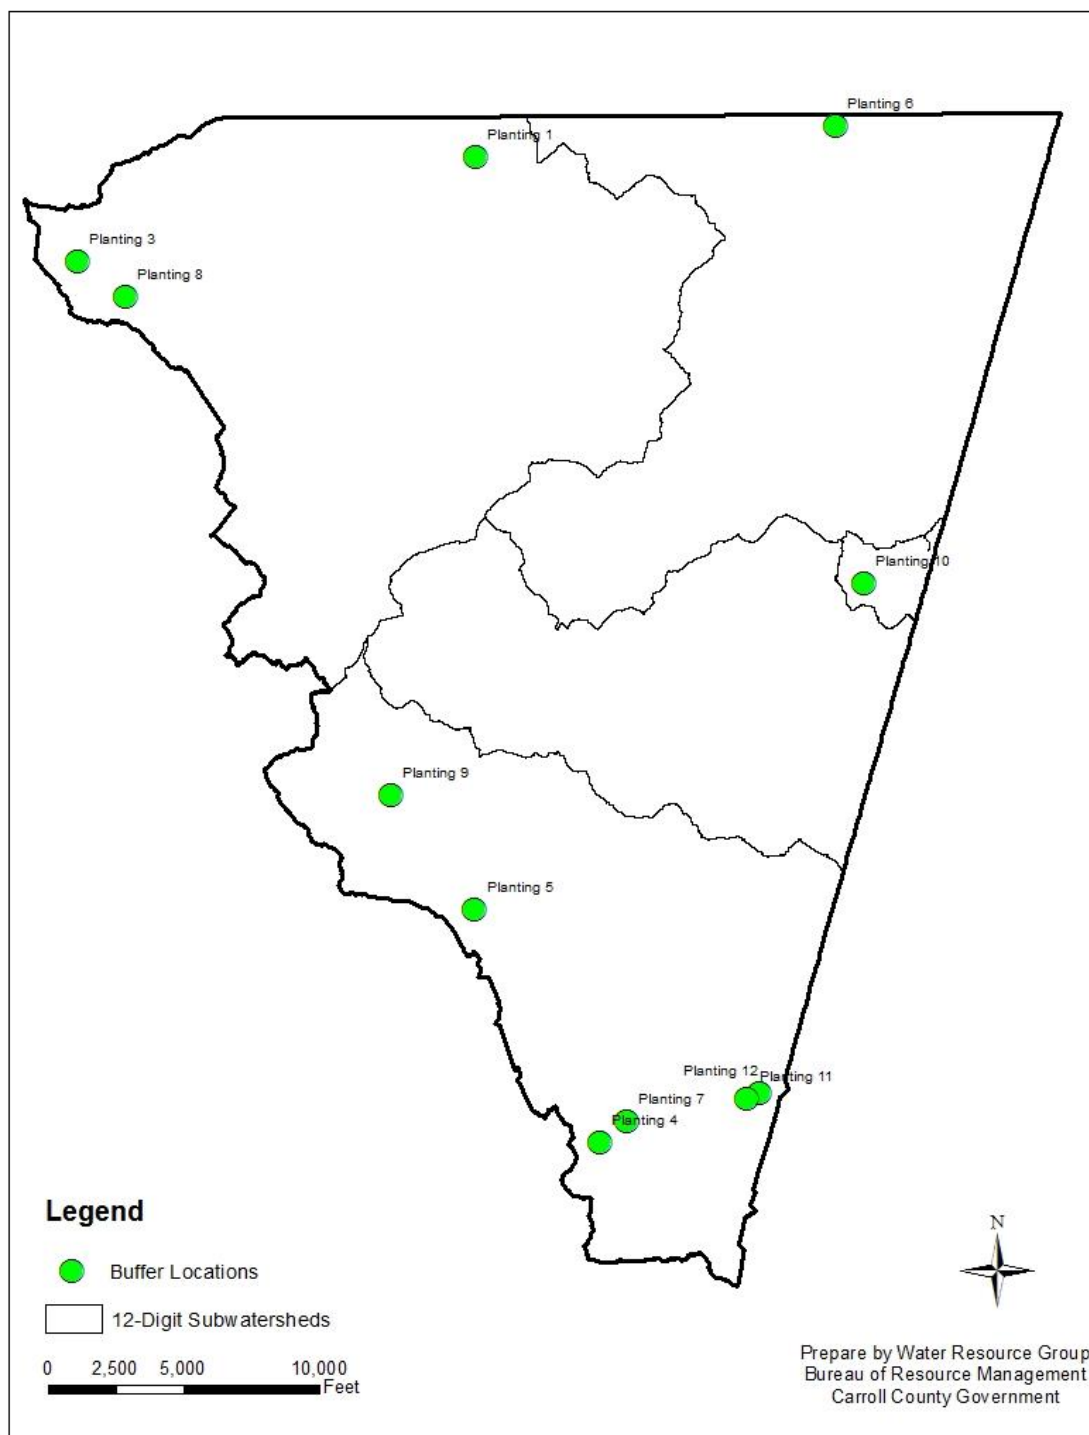 Planting 6
Planting 1
Planting 3
Planting 8
Planting 10
Planting 9
Planting 5
Planting 12
Planting 11
Planting 7
Planting 4
Legend
Buffer Locations
12-Digit Subwatersheds
0 2,500 5,000 10,000
Feet
N
Prepare by Water Resource Group
Bureau of Resource Management
Carroll County Government